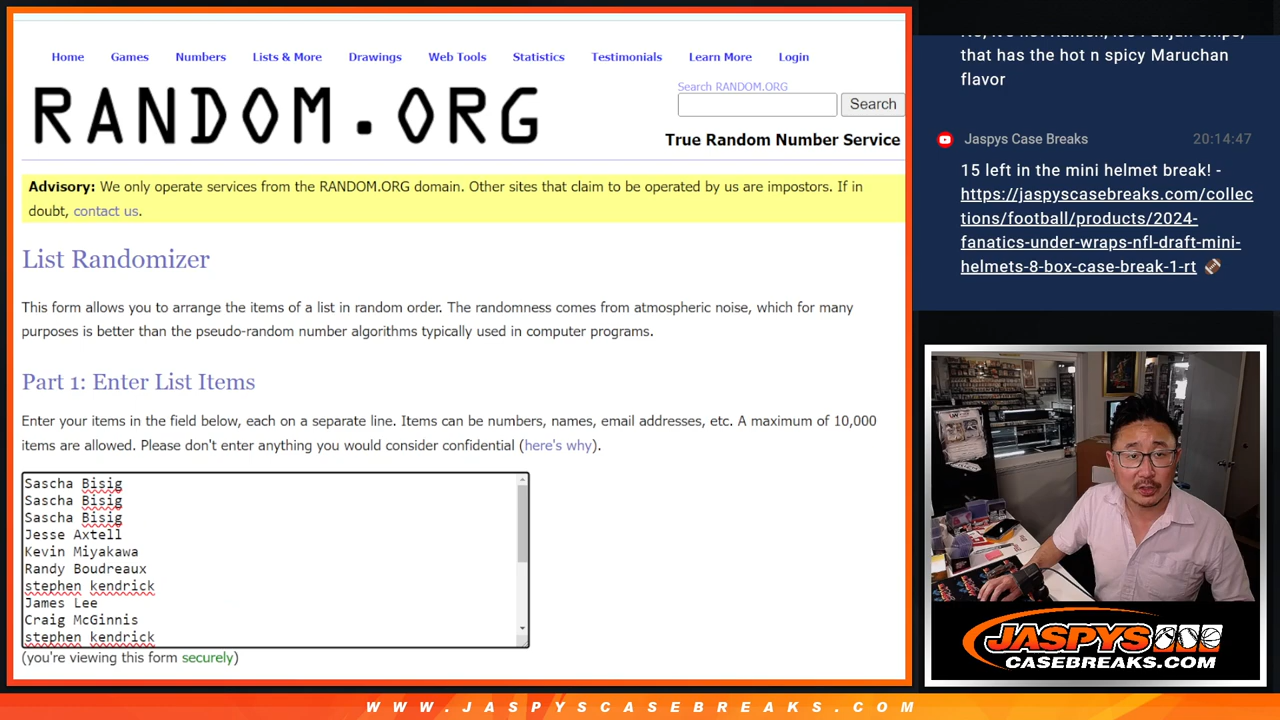 Home Games Numbers Lists & More Drawings Web Tools Statistics Testimonials Learn More Login
RANDOM.ORG
Search RANDOM.ORG
Search
True Random Number Service
Advisory: We only operate services from the RANDOM.ORG domain. Other sites that claim to be operated by us are impostors. If in
doubt, contact us.
List Randomizer
This form allows you to arrange the items of a list in random order. The randomness comes from atmospheric noise, which for many
purposes is better than the pseudo-random number algorithms typically used in computer programs.
Part 1: Enter List Items
Enter your items in the field below, each on a separate line. Items can be numbers, names, email addresses, etc. A maximum of 10,000
items are allowed. Please don't enter anything you would consider confidential (here's why).
Sascha Bisig
Sascha Bisig
Sascha Bisig
Jesse Axtell
Kevin Miyakawa
Randy Boudreaux
stephen kendrick
James Lee
Craig McGinnis
stephen kendrick
(you're viewing this form securely)
that has the hot n spicy Maruchan
flavor
Jaspys Case Breaks 20:14:47
15 left in the mini helmet break! -
https://jaspyscasebreaks.com/collec
tions/football/products/2024-
fanatics-under-wraps-nfl-draft-mini-
helmets-8-box-case-break-1-rt 🏈
JASPYS
CASEBREAKS.COM
WWW.JASPYSCASEBREAKS.COM